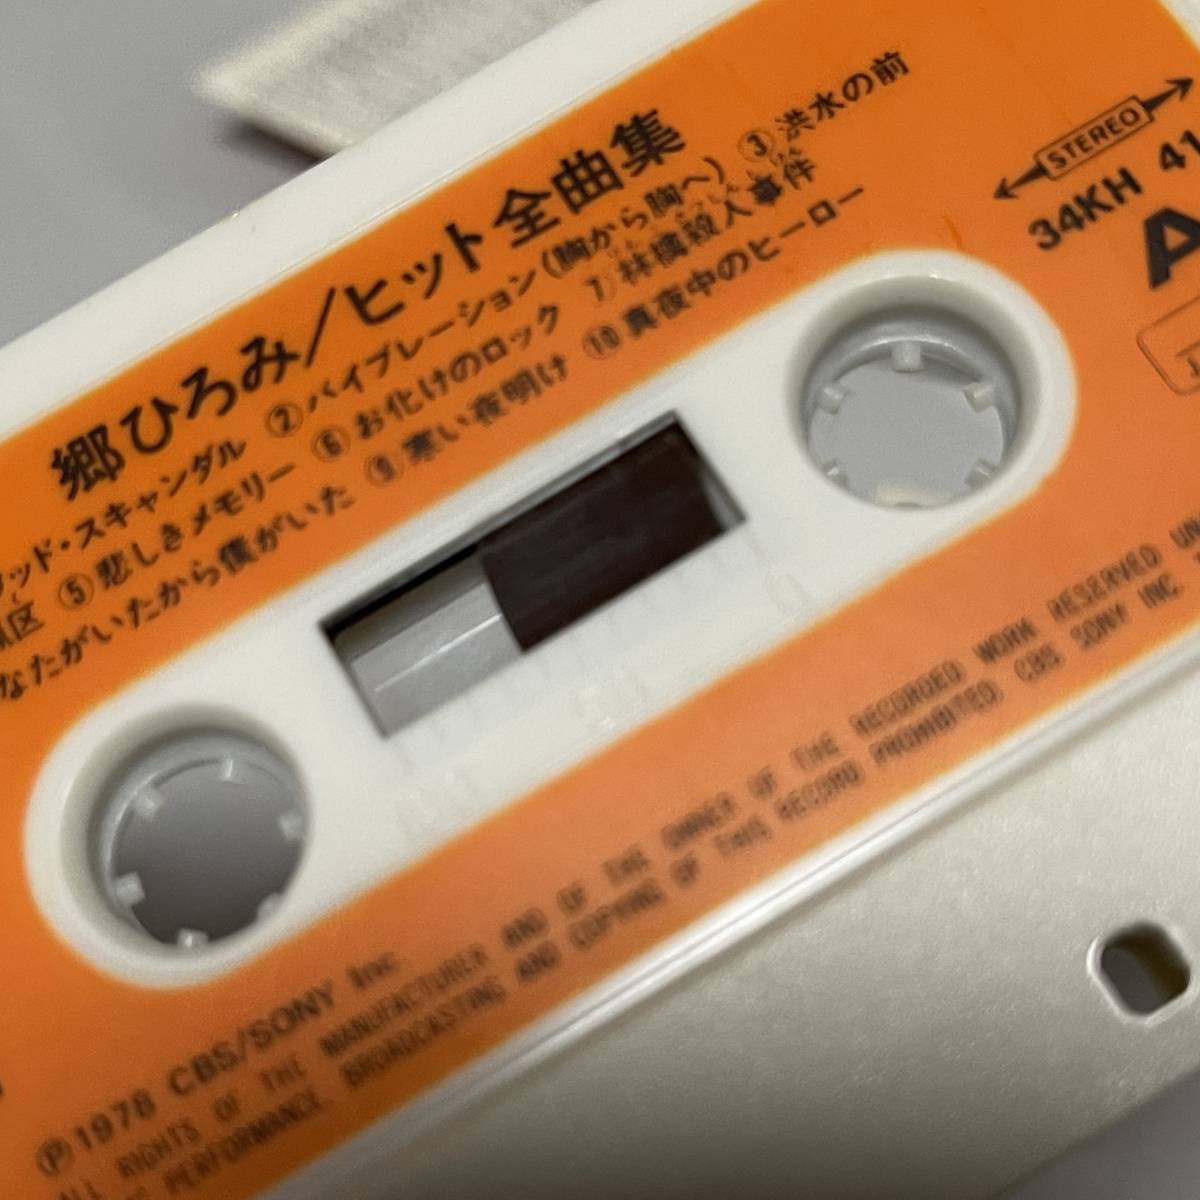 郷ひろみ/ヒット全曲集
ッド・スキャンダル ②バイブレーション(胸から胸へ) ③洪水の前
区 ⑤悲しきメモリー ⑥お化けのロック ⑦林檎殺人事件
なたがいたから僕がいた ⑨寒い夜明け ⑩真夜中のヒーロー
STEREO
34KH 41
A
Ⓟ1978 CBS/SONY Inc.
ALL RIGHTS OF THE MANUFACTURER AND OF THE OWNER OF THE RECORDED WORK RESERVED
PERFORMANCE, BROADCASTING AND COPYING OF THIS RECORD PROHIBITED CBS SONY INC